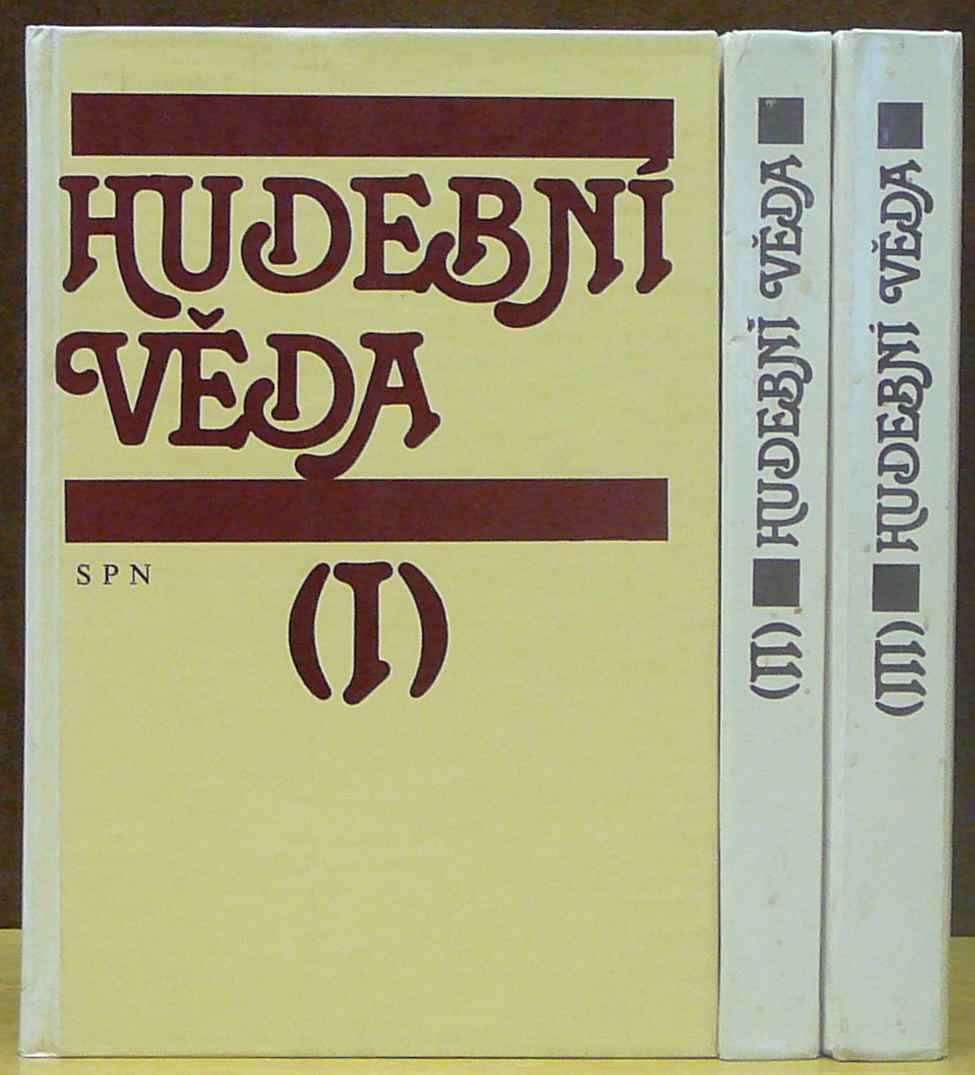 HUDEBNÍ
VĚDA
SPN
(I)
(II) HUDEBNÍ VĚDA
(III) HUDEBNÍ VĚDA